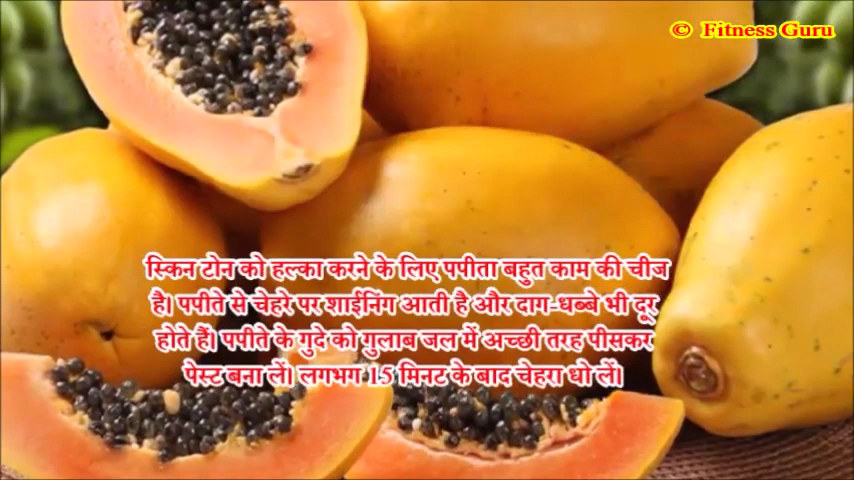 © Fitness Guru
स्किन टोन को हल्का करने के लिए पपीता बहुत काम की चीज
है। पपीते से चेहरे पर शाईनिंग आती है और दाग-धब्बे भी दूर
होते हैं। पपीते के गुदे को गुलाब जल में अच्छी तरह पीसकर
पेस्ट बना लें। लगभग 15 मिनट के बाद चेहरा धो लें।